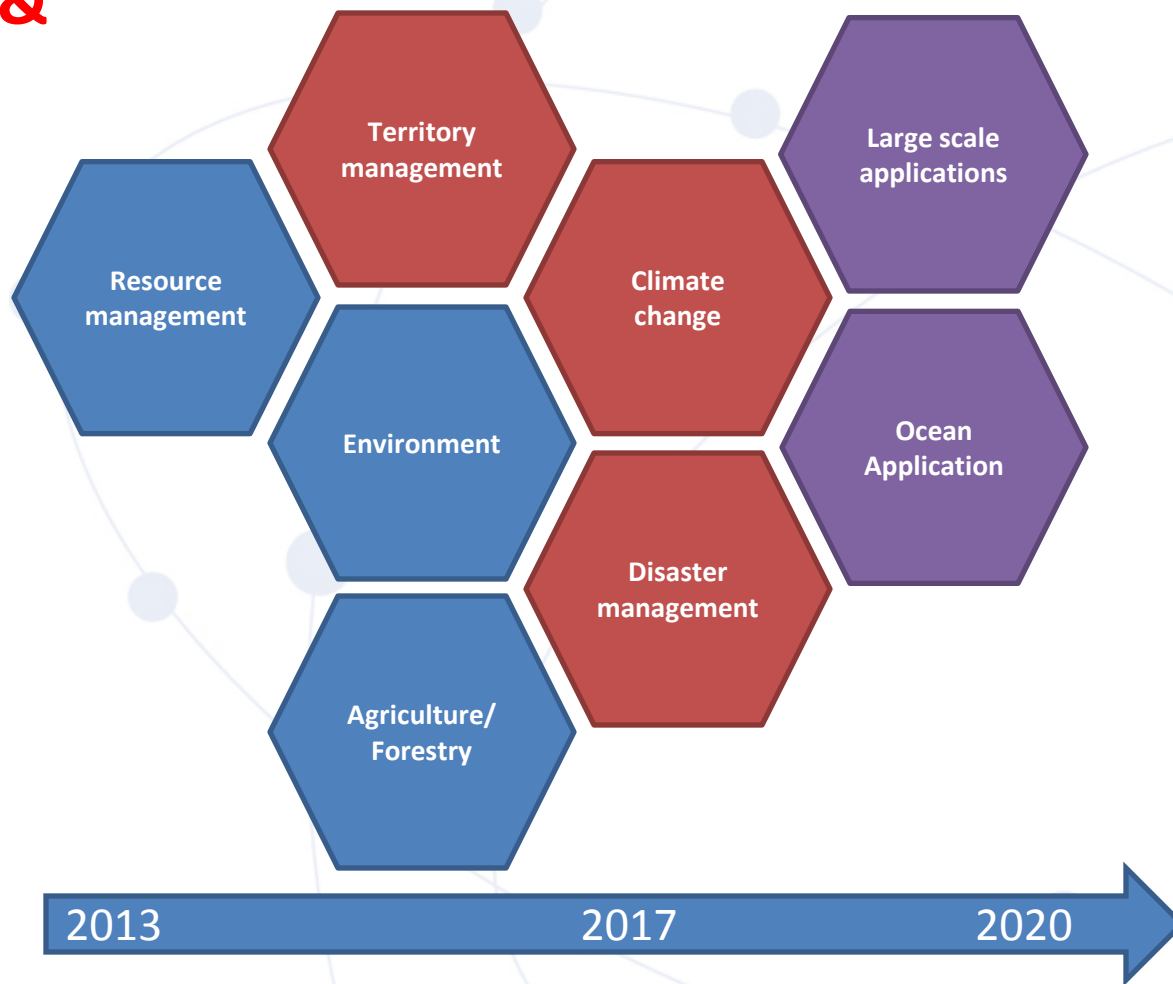 &
Territory
management
Large scale
applications
Resource
management
Climate
change
Environment
Ocean
Application
Disaster
management
Agriculture/
Forestry
2013
2017
2020